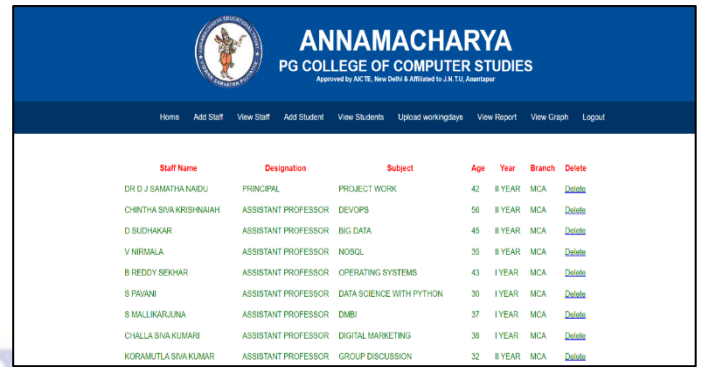 ANNAMACHARYA
PG COLLEGE OF COMPUTER STUDIES
Approved by AICTE, New Delhi & Affiliated to J.N.T.U, Anantapur
Home Add Staff View Staff Add Student View Students Upload workingdays View Report View Graph Logout
Staff Name Designation Subject Age Year Branch Delete
DR D J SAMATHA NAIDU PRINCIPAL PROJECT WORK 42 II YEAR MCA Delete
CHINTHA SIVA KRISHNAIAH ASSISTANT PROFESSOR DEVOPS 56 II YEAR MCA Delete
D SUDHAKAR ASSISTANT PROFESSOR BIG DATA 45 II YEAR MCA Delete
V NIRMALA ASSISTANT PROFESSOR NOSQL 35 II YEAR MCA Delete
B REDDY SEKHAR ASSISTANT PROFESSOR OPERATING SYSTEMS 43 I YEAR MCA Delete
S PAVANI ASSISTANT PROFESSOR DATA SCIENCE WITH PYTHON 30 I YEAR MCA Delete
S MALLIKARJUNA ASSISTANT PROFESSOR DMBI 37 I YEAR MCA Delete
CHALLA SIVA KUMARI ASSISTANT PROFESSOR DIGITAL MARKETING 38 I YEAR MCA Delete
KORAMUTLA SIVA KUMAR ASSISTANT PROFESSOR GROUP DISCUSSION 32 II YEAR MCA Delete